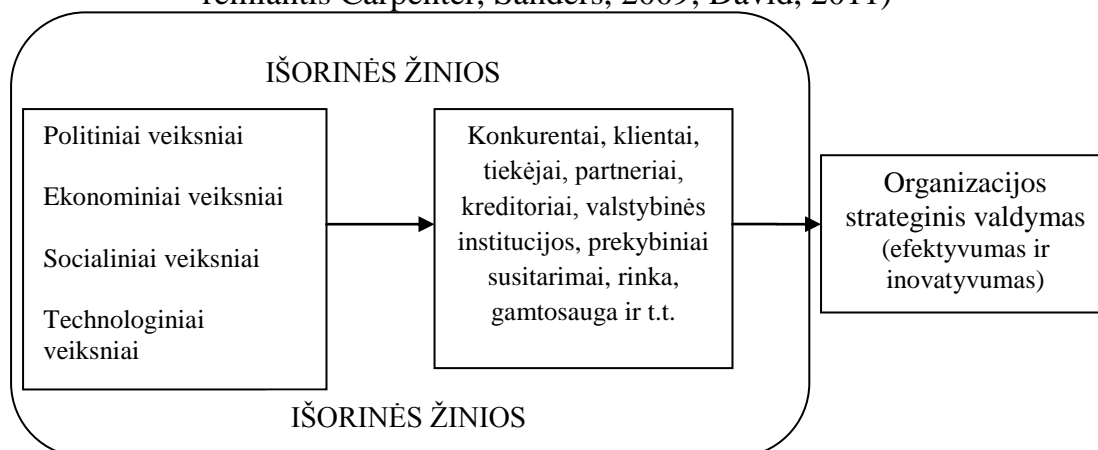 remiantis Carpenter, Sanders, 2009; David, 2011)
IŠORINĖS ŽINIOS
Politiniai veiksniai
Ekonominiai veiksniai
Socialiniai veiksniai
Technologiniai
veiksniai
Konkurentai, klientai,
tiekėjai, partneriai,
kreditoriai, valstybinės
institucijos, prekybiniai
susitarimai, rinka,
gamtosauga ir t.t.
Organizacijos
strateginis valdymas
(efektyvumas ir
inovatyvumas)
IŠORINĖS ŽINIOS